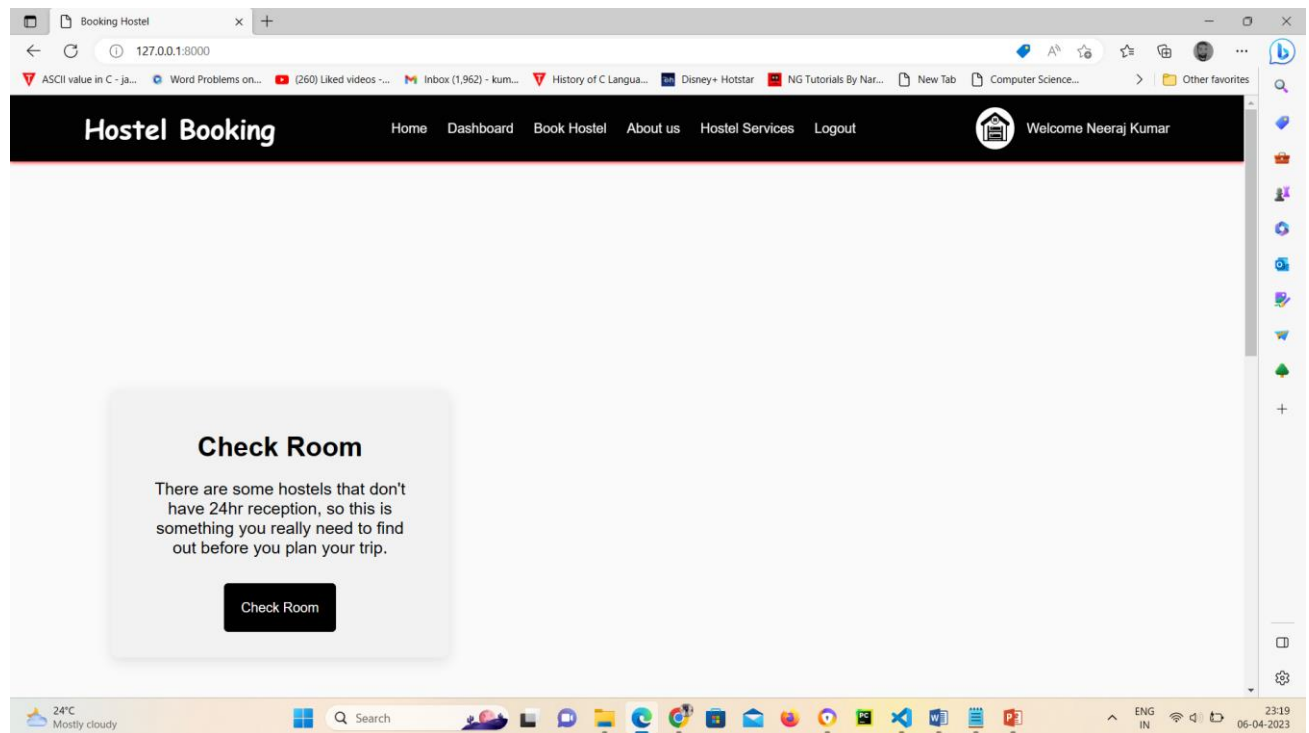 Booking Hostel
127.0.0.1:8000
ASCII value in C - ja... Word Problems on... (260) Liked videos -... Inbox (1,962) - kum... History of C Langua... Disney+ Hotstar NG Tutorials By Nar... New Tab Computer Science... Other favorites
Hostel Booking Home Dashboard Book Hostel About us Hostel Services Logout Welcome Neeraj Kumar
Check Room
There are some hostels that don't
have 24hr reception, so this is
something you really need to find
out before you plan your trip.
Check Room
24°C
Mostly cloudy
Search
ENG
IN
23:19
06-04-2023